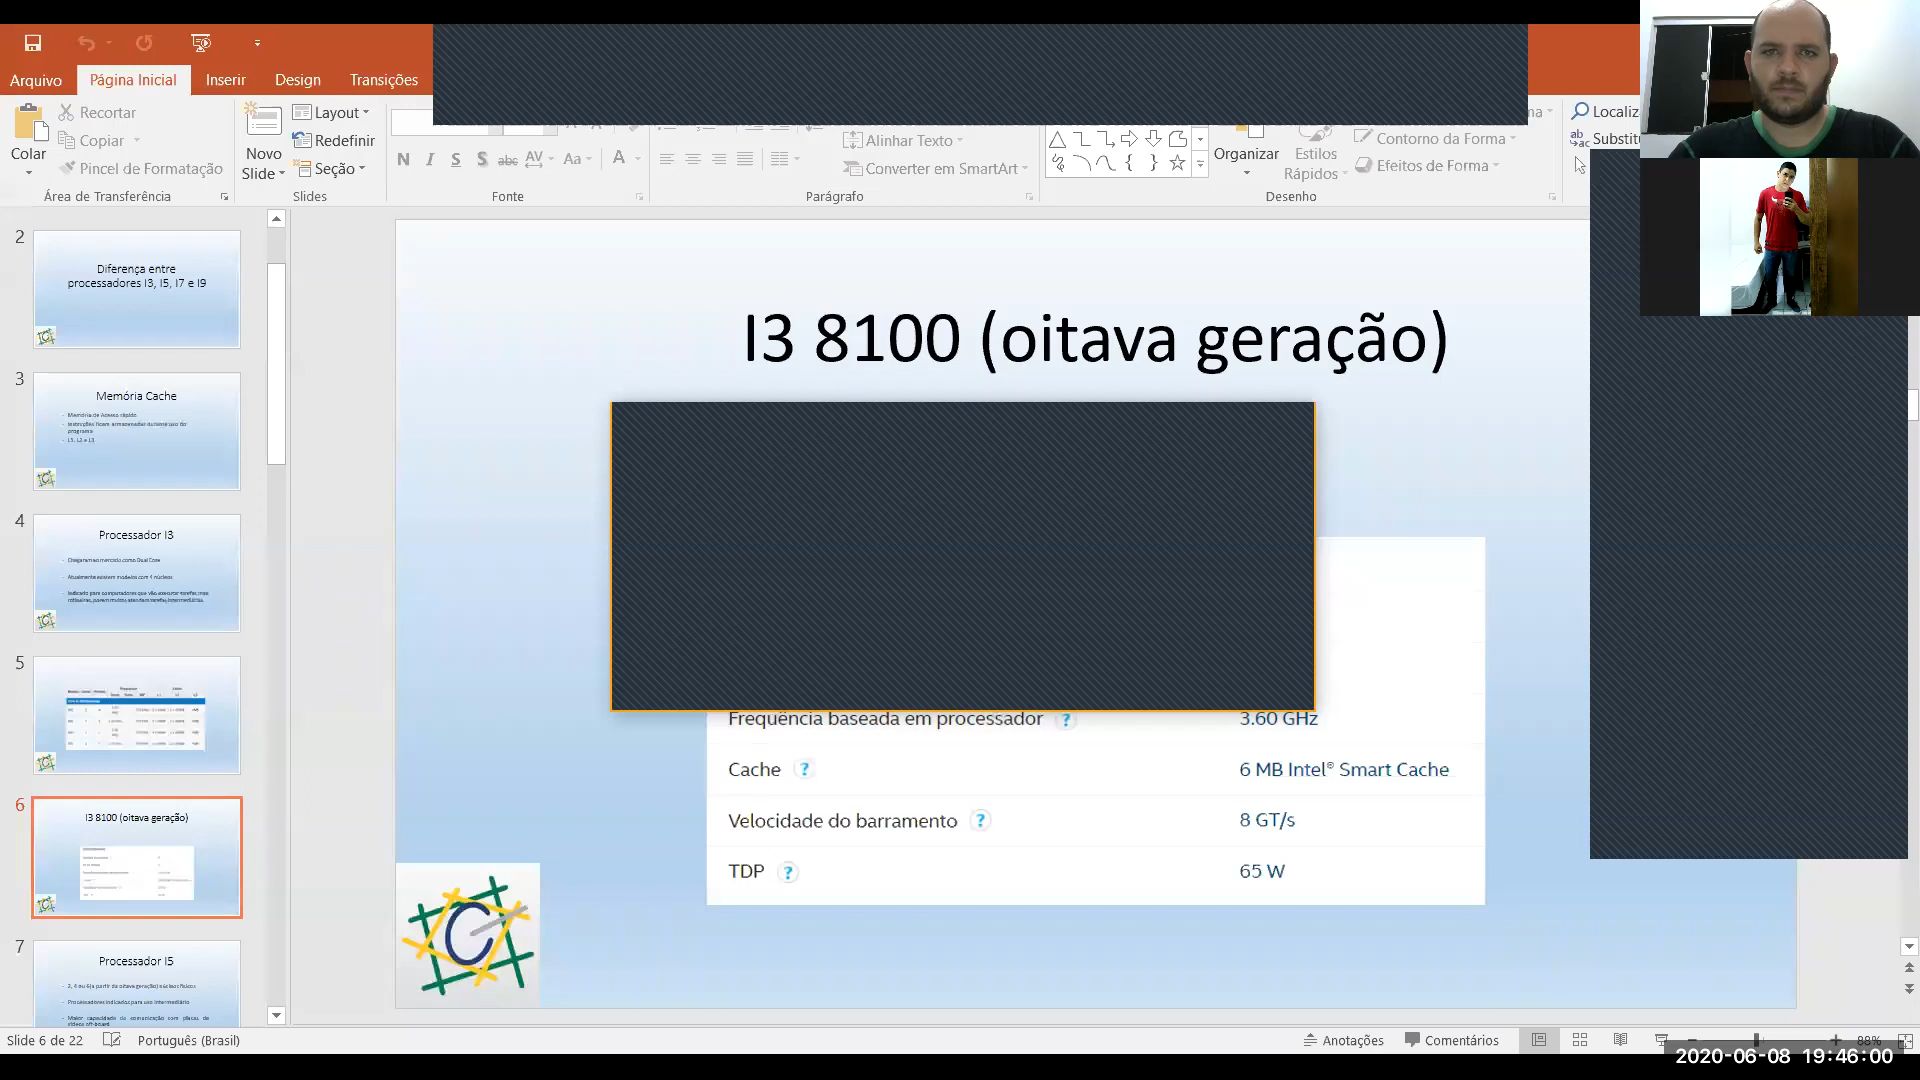 Arquivo
Página Inicial
Inserir
Design
Transições
Colar
Recortar
Copiar
Pincel de Formatação
Área de Transferência
Novo
Slide
Layout
Redefinir
Seção
Slides
N I S S abc AV Aa A
Fonte
Alinhar Texto
Converter em SmartArt
Parágrafo
Organizar
Estilos
Rápidos
Contorno da Forma
Efeitos de Forma
Desenho
2
Diferença entre
processadores I3, I5, I7 e I9
3
Memória Cache
4
Processador I3
5
6
I3 8100 (oitava geração)
7
Processador I5
I3 8100 (oitava geração)
Frequência baseada em processador ? 3.60 GHz
Cache ? 6 MB Intel® Smart Cache
Velocidade do barramento ? 8 GT/s
TDP ? 65 W
Slide 6 de 22
Português (Brasil)
Anotações
Comentários
88%
2020-06-08 19:46:00